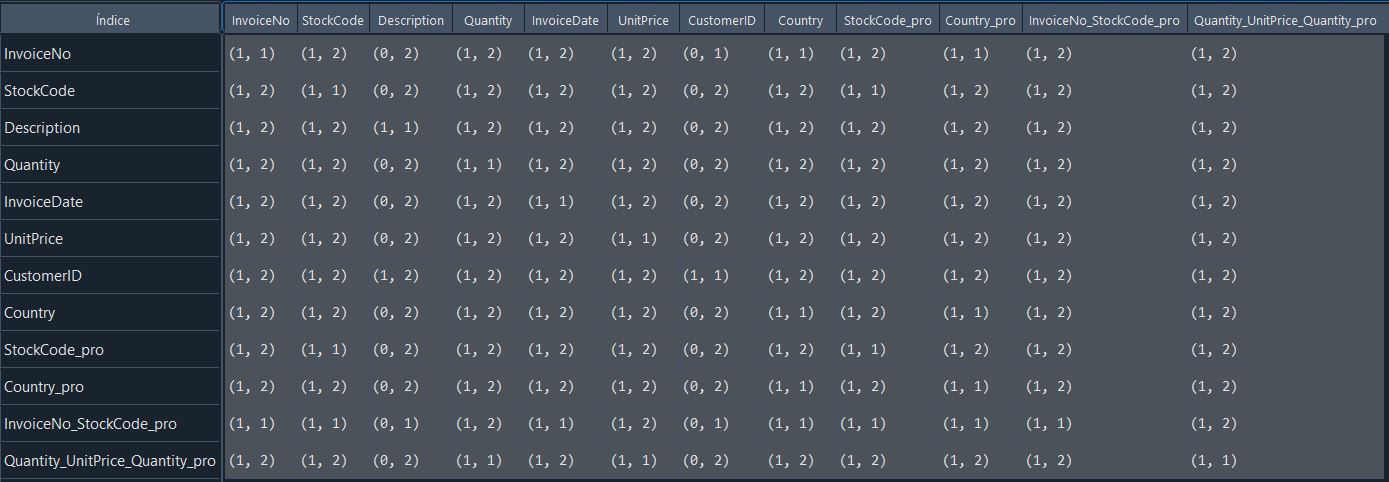 Índice InvoiceNo StockCode Description Quantity InvoiceDate UnitPrice CustomerID Country StockCode_pro Country_pro InvoiceNo_StockCode_pro Quantity_UnitPrice_Quantity_pro
InvoiceNo (1, 1) (1, 2) (0, 2) (1, 2) (1, 2) (1, 2) (0, 1) (1, 1) (1, 2) (1, 1) (1, 2) (1, 2)
StockCode (1, 2) (1, 1) (0, 2) (1, 2) (1, 2) (1, 2) (0, 2) (1, 2) (1, 1) (1, 2) (1, 2) (1, 2)
Description (1, 2) (1, 2) (1, 1) (1, 2) (1, 2) (1, 2) (0, 2) (1, 2) (1, 2) (1, 2) (1, 2) (1, 2)
Quantity (1, 2) (1, 2) (0, 2) (1, 1) (1, 2) (1, 2) (0, 2) (1, 2) (1, 2) (1, 2) (1, 2) (1, 2)
InvoiceDate (1, 2) (1, 2) (0, 2) (1, 2) (1, 1) (1, 2) (0, 2) (1, 2) (1, 2) (1, 2) (1, 2) (1, 2)
UnitPrice (1, 2) (1, 2) (0, 2) (1, 2) (1, 2) (1, 1) (0, 2) (1, 2) (1, 2) (1, 2) (1, 2) (1, 2)
CustomerID (1, 2) (1, 2) (1, 2) (1, 2) (1, 2) (1, 2) (1, 1) (1, 2) (1, 2) (1, 2) (1, 2) (1, 2)
Country (1, 2) (1, 2) (0, 2) (1, 2) (1, 2) (1, 2) (0, 2) (1, 1) (1, 2) (1, 1) (1, 2) (1, 2)
StockCode_pro (1, 2) (1, 1) (0, 2) (1, 2) (1, 2) (1, 2) (0, 2) (1, 2) (1, 1) (1, 2) (1, 2) (1, 2)
Country_pro (1, 2) (1, 2) (0, 2) (1, 2) (1, 2) (1, 2) (0, 2) (1, 1) (1, 2) (1, 1) (1, 2) (1, 2)
InvoiceNo_StockCode_pro (1, 1) (1, 1) (0, 1) (1, 2) (1, 1) (1, 2) (0, 1) (1, 1) (1, 1) (1, 1) (1, 1) (1, 2)
Quantity_UnitPrice_Quantity_pro (1, 2) (1, 2) (0, 2) (1, 1) (1, 2) (1, 1) (0, 2) (1, 2) (1, 2) (1, 2) (1, 2) (1, 1)